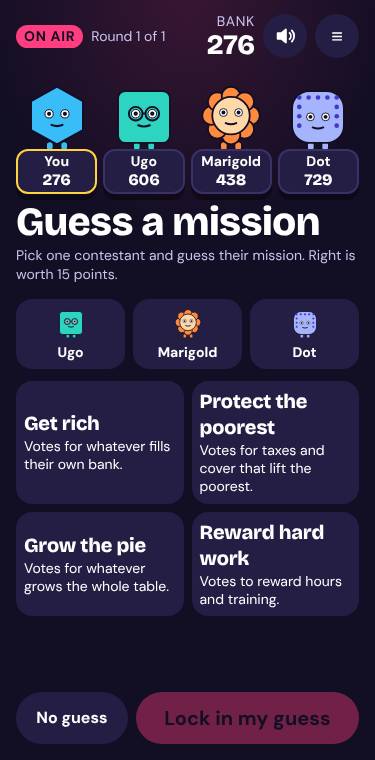 ON AIR
Round 1 of 1
BANK
276
You
276
Ugo
606
Marigold
438
Dot
729
Guess a mission
Pick one contestant and guess their mission. Right is
worth 15 points.
Ugo
Marigold
Dot
Get rich
Votes for whatever fills
their own bank.
Protect the
poorest
Votes for taxes and
cover that lift the
poorest.
Grow the pie
Votes for whatever
grows the whole table.
Reward hard
work
Votes to reward hours
and training.
No guess
Lock in my guess